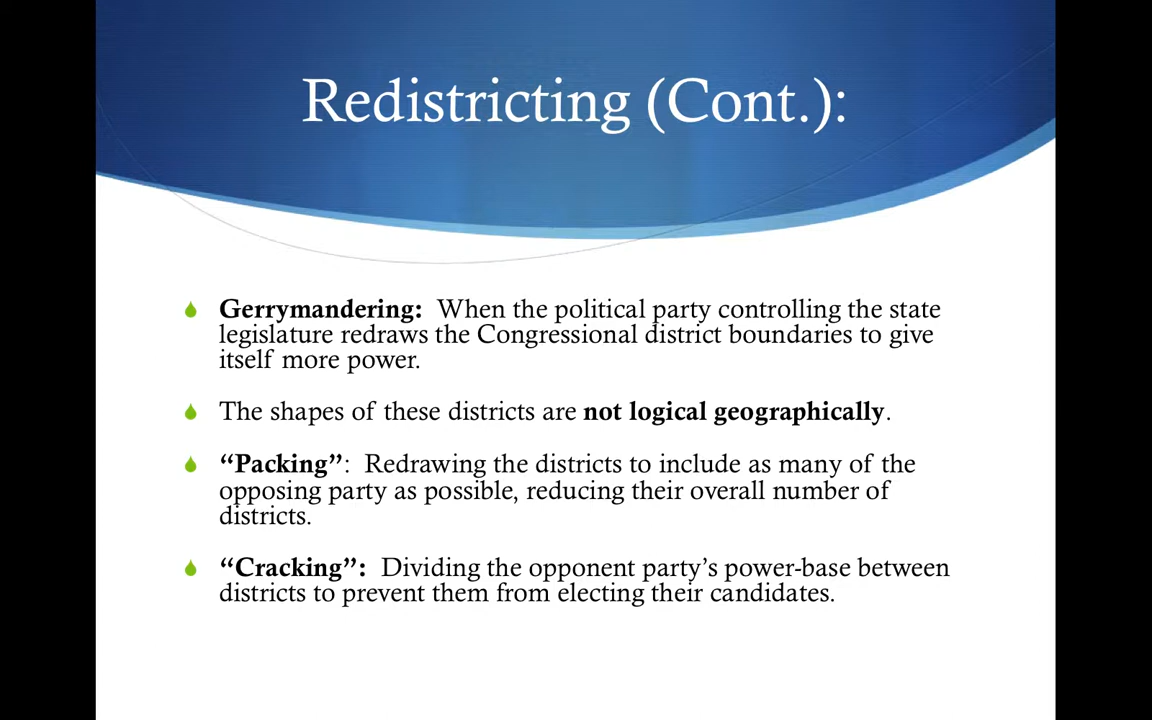 Redistricting (Cont.):
Gerrymandering:  When the political party controlling the state
legislature redraws the Congressional district boundaries to give
itself more power.
The shapes of these districts are not logical geographically.
“Packing”:  Redrawing the districts to include as many of the
opposing party as possible, reducing their overall number of
districts.
“Cracking”:  Dividing the opponent party’s power-base between
districts to prevent them from electing their candidates.